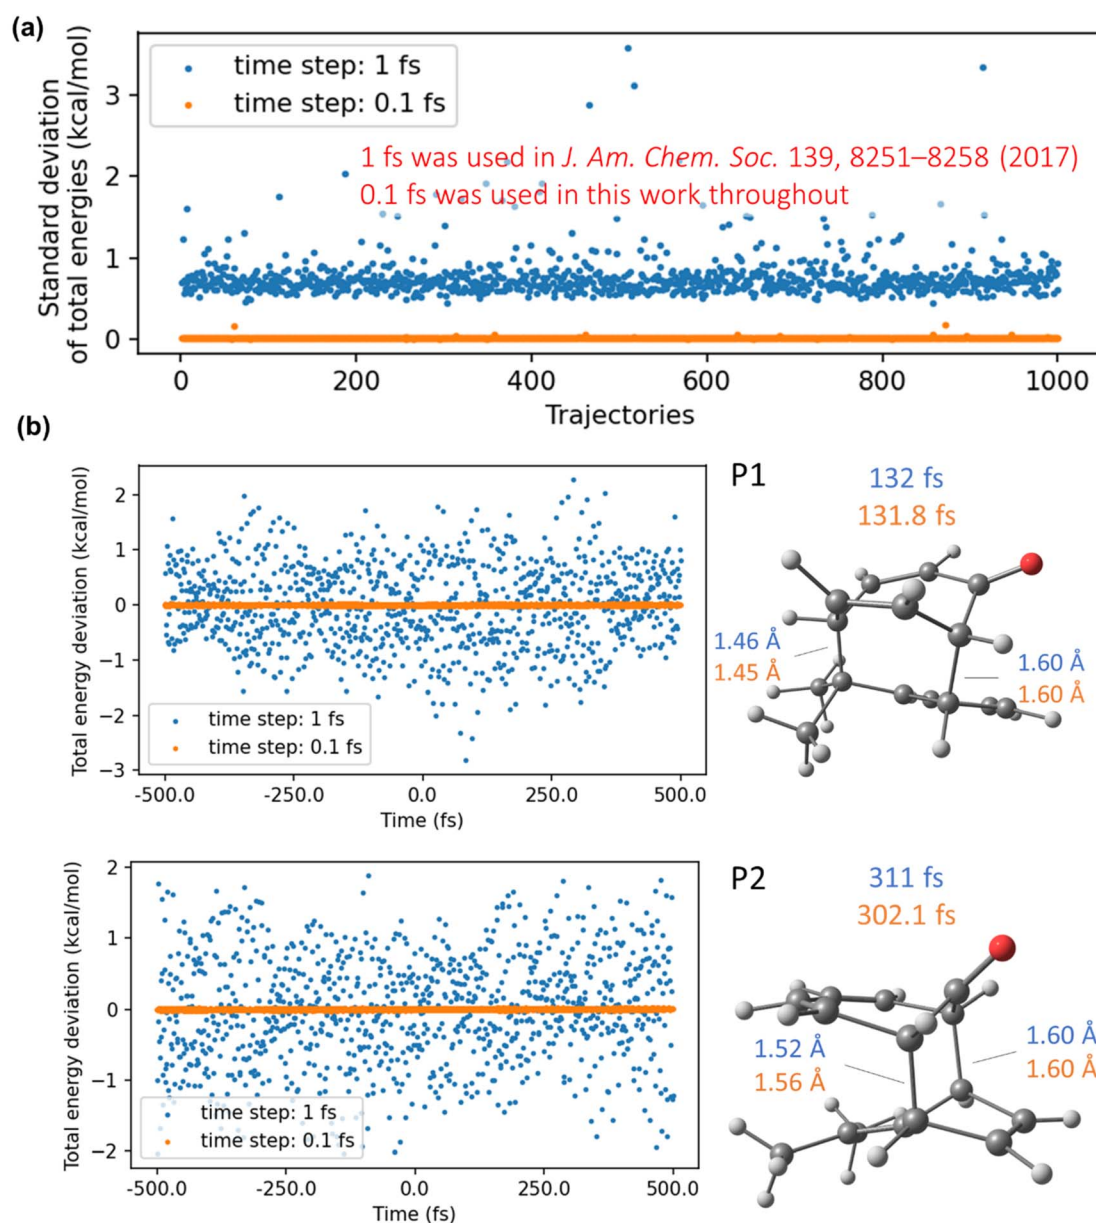 (a)
Standard deviation
of total energies (kcal/mol)
3
2
1
0
time step: 1 fs
time step: 0.1 fs
1 fs was used in J. Am. Chem. Soc. 139, 8251–8258 (2017)
0.1 fs was used in this work throughout
0 200 400 600 800 1000
Trajectories
(b)
Total energy deviation (kcal/mol)
2
1
0
−1
−2
−3
time step: 1 fs
time step: 0.1 fs
-500.0 -250.0 0.0 250.0 500.0
Time (fs)
P1
132 fs
131.8 fs
1.46 Å
1.45 Å
1.60 Å
1.60 Å
Total energy deviation (kcal/mol)
2
1
0
−1
−2
time step: 1 fs
time step: 0.1 fs
-500.0 -250.0 0.0 250.0 500.0
Time (fs)
P2
311 fs
302.1 fs
1.52 Å
1.56 Å
1.60 Å
1.60 Å